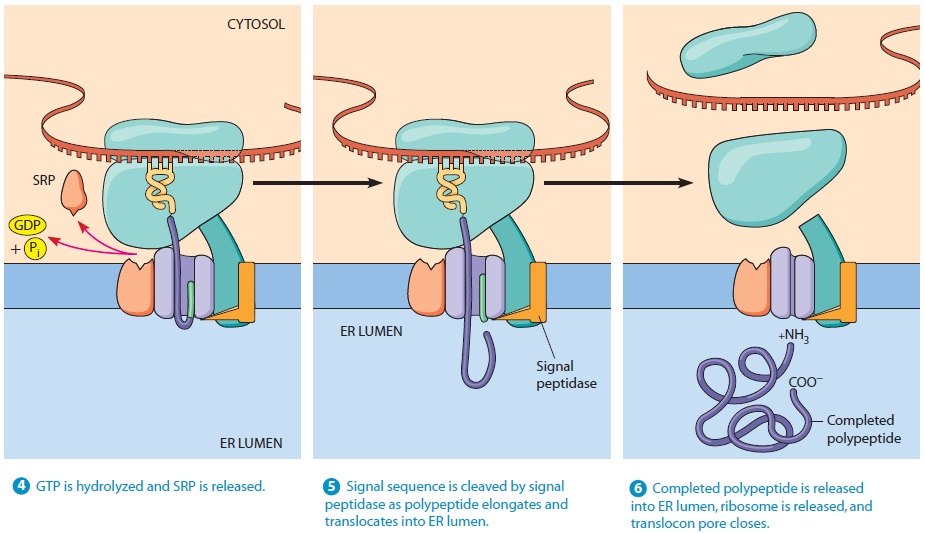 CYTOSOL
SRP
GDP
+ Pi
ER LUMEN
4 GTP is hydrolyzed and SRP is released.
ER LUMEN
Signal
peptidase
5 Signal sequence is cleaved by signal
peptidase as polypeptide elongates and
translocates into ER lumen.
+NH3
COO−
Completed
polypeptide
6 Completed polypeptide is released
into ER lumen, ribosome is released, and
translocon pore closes.